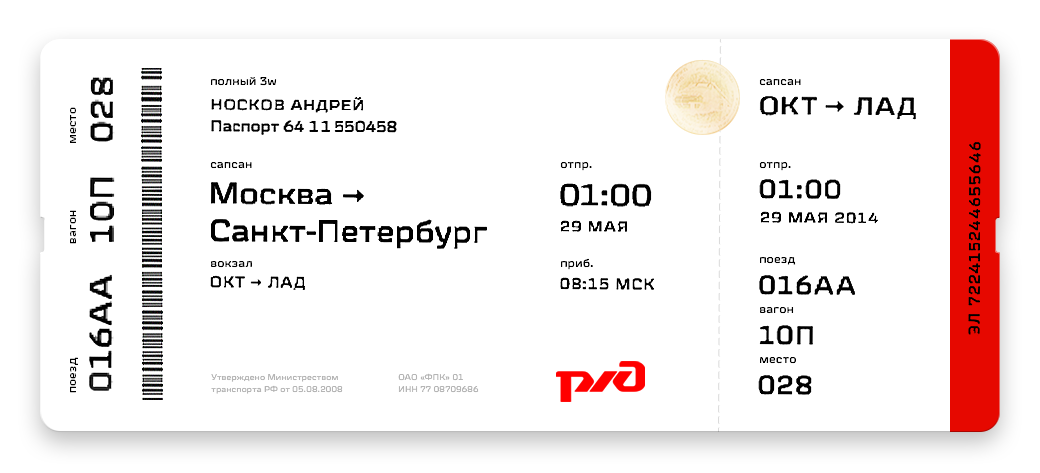 место 028
вагон 10П
поезд 016АА
полный 3w
НОСКОВ АНДРЕЙ
Паспорт 64 11 550458
сапсан
Москва →
Санкт-Петербург
вокзал
ОКТ → ЛАД
отпр.
01:00
29 МАЯ
приб.
08:15 МСК
Утверждено Министреством
транспорта РФ от 05.08.2008
ОАО «ФПК» 01
ИНН 77 08709686
РЖД
сапсан
ОКТ → ЛАД
отпр.
01:00
29 МАЯ 2014
поезд
016АА
вагон
10П
место
028
ЭЛ 722415244655646